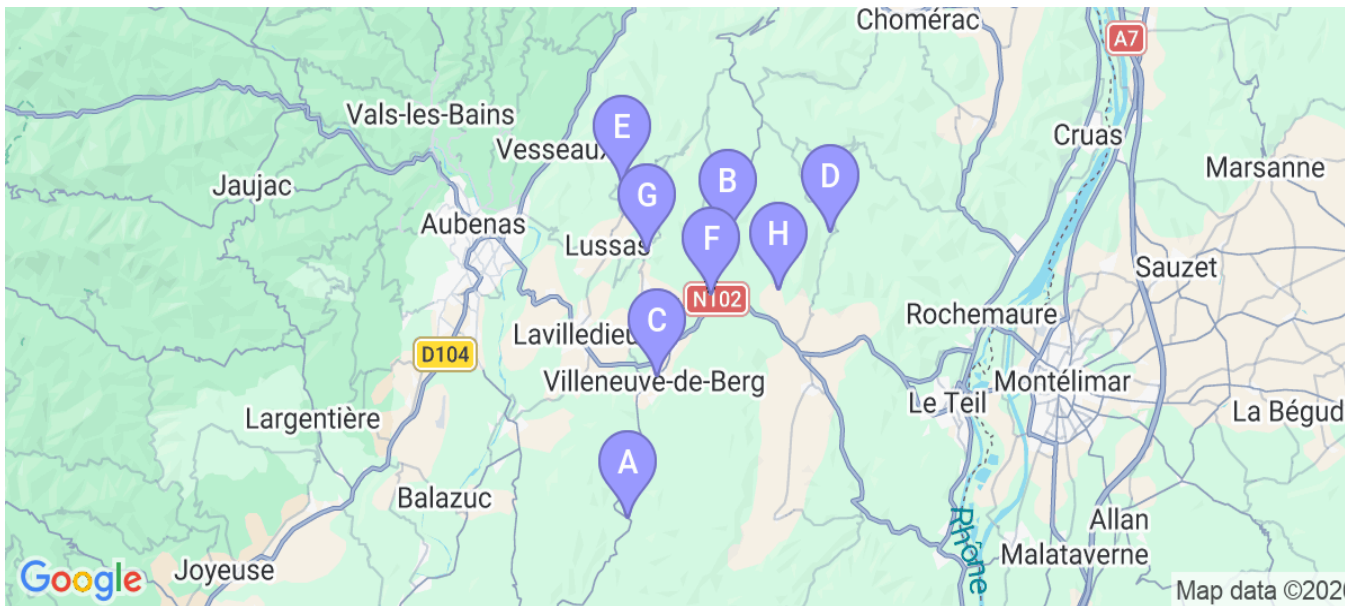 Chomérac
A7
Vals-les-Bains
E
Cruas
Vesseaux
Marsanne
Jaujac
B
D
G
Aubenas
F
H
Lussas
Sauzet
N102
Rochemaure
C
Lavilledieu
D104
Villeneuve-de-Berg
Montélimar
Le Teil
Largentière
La Bégud
A
Balazuc
Rhône
Allan
Malataverne
Joyeuse
Google
Map data ©2020